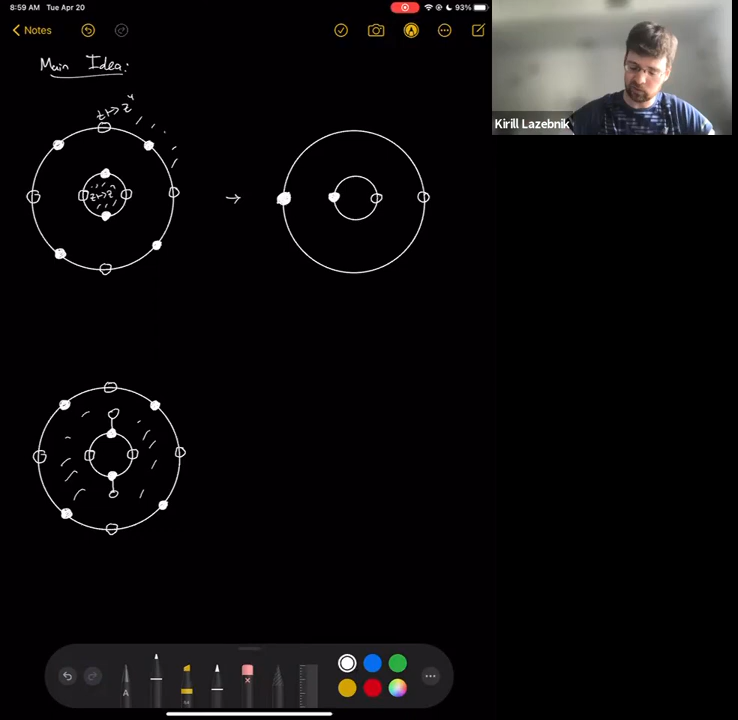 8:59 AM Tue Apr 20
93%
Notes
Main Idea:
z ↦ z⁴
z ↦ z
Kirill Lazebnik
A